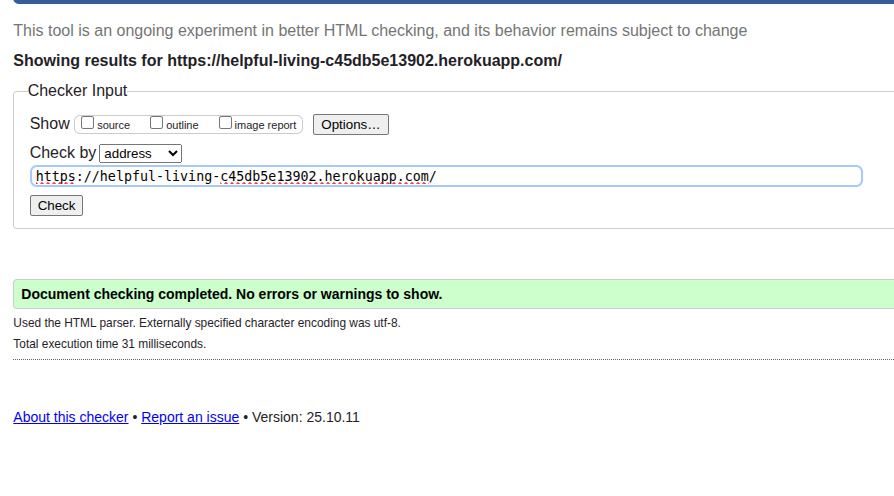 This tool is an ongoing experiment in better HTML checking, and its behavior remains subject to change
Showing results for https://helpful-living-c45db5e13902.herokuapp.com/
Checker Input
Show source outline image report Options…
Check by address
https://helpful-living-c45db5e13902.herokuapp.com/
Check
Document checking completed. No errors or warnings to show.
Used the HTML parser. Externally specified character encoding was utf-8.
Total execution time 31 milliseconds.
About this checker • Report an issue • Version: 25.10.11